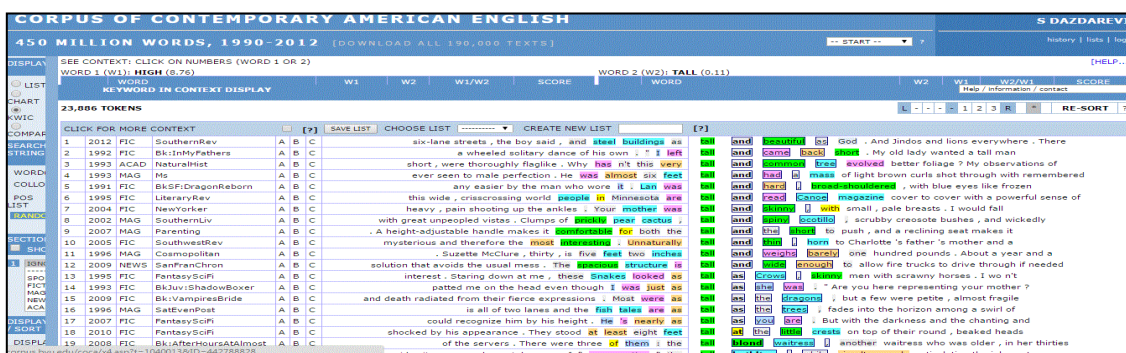 CORPUS OF CONTEMPORARY AMERICAN ENGLISH S DAZDAREVI
450 MILLION WORDS, 1990-2012 [DOWNLOAD ALL 190,000 TEXTS] -- START -- ? history | lists | log
DISPLAY SEE CONTEXT: CLICK ON NUMBERS (WORD 1 OR 2) [HELP...
WORD 1 (W1): HIGH (8.76) WORD 2 (W2): TALL (0.11)
LIST WORD W1 W2 W1/W2 SCORE WORD W2 W1 W2/W1 SCORE
KEYWORD IN CONTEXT DISPLAY Help / information / contact
CHART
23,886 TOKENS L - - - - 1 2 3 R * RE-SORT ?
KWIC
COMPAR CLICK FOR MORE CONTEXT [?] SAVE LIST CHOOSE LIST ---------- CREATE NEW LIST [?]
SEARCH STRING
WORD
COLLO
POS LIST
RANDO
SECTION
SHO
1 IGNO
SPO
FICT
MAG
NEW
ACA
DISPLAY / SORT
DISPLA
1 2012 FIC SouthernRev A B C six-lane streets , the boy said , and steel buildings as tall and beautiful as God . And Jindos and lions everywhere . There
2 1992 FIC Bk:InMyFathers A B C a wheeled solitary dance of his own . " I left tall and came back short . My old lady wanted a tall man
3 1993 ACAD NaturalHist A B C short , were thoroughly flaglike . Why has n't this very tall and common tree evolved better foliage ? My observations of
4 1993 MAG Ms A B C ever seen to male perfection . He was almost six feet tall and had a mass of light brown curls shot through with remembered
5 1991 FIC BkSF:DragonReborn A B C any easier by the man who wore it . Lan was tall and hard , broad-shouldered , with blue eyes like frozen
6 1995 FIC LiteraryRev A B C this wide , crisscrossing world people in Minnesota are tall and read Canoe magazine cover to cover with a powerful sense of
7 2004 FIC NewYorker A B C heavy , pain shooting up the ankles . Your mother was tall and skinny , with small , pale breasts . I would fall
8 2002 MAG SouthernLiv A B C with great unpeopled vistas . Clumps of prickly pear cactus , tall and spiny ocotillo , scrubby creosote bushes , and wickedly
9 2007 MAG Parenting A B C . A height-adjustable handle makes it comfortable for both the tall and the short to push , and a reclining seat makes it
10 2005 FIC SouthwestRev A B C mysterious and therefore the most interesting . Unnaturally tall and thin , horn to Charlotte 's father 's mother and a
11 1996 MAG Cosmopolitan A B C . Suzette McClure , thirty , is five feet two inches tall and weighs barely one hundred pounds . About a year and a
12 2009 NEWS SanFranChron A B C solution that avoids the usual mess . The spacious structure is tall and wide enough to allow fire trucks to drive through if needed
13 1995 FIC FantasySciFi A B C interest . Staring down at me , these Snakes looked as tall as Crows , skinny men with scrawny horses . I wo n't
14 1993 FIC BkJuv:ShadowBoxer A B C patted me on the head even though I was just as tall as she was . " Are you here representing your mother ?
15 2009 FIC Bk:VampiresBride A B C and death radiated from their fierce expressions . Most were as tall as the dragons , but a few were petite , almost fragile
16 1996 MAG SatEvenPost A B C is all of two lanes and the fish tales are as tall as the trees , fades into the horizon among a swirl of
17 2007 FIC FantasySciFi A B C could recognize him by his height . He 's nearly as tall as you are . But with the darkness and the chanting and
18 2010 FIC FantasySciFi A B C shocked by his appearance . They stood at least eight feet tall at the little crests on top of their round , beaked heads
19 2008 FIC Bk:AfterHoursAtAlmost A B C of the servers . There were three of them : the tall blond waitress , another waitress who was older , in her thirties